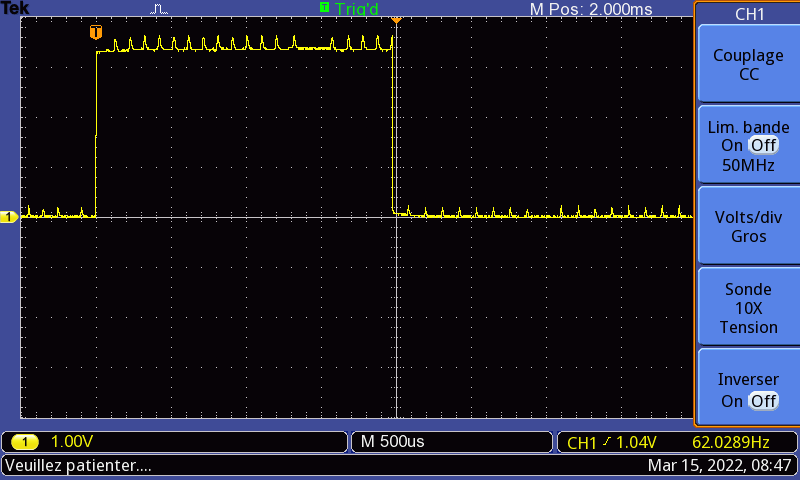 Tek T Trig'd M Pos: 2.000ms CH1
T
Couplage
CC
Lim. bande
On Off
50MHz
Volts/div
Gros
1
Sonde
10X
Tension
Inverser
On Off
1 1.00V M 500us CH1 1.04V 62.0289Hz
Veuillez patienter.... Mar 15, 2022, 08:47